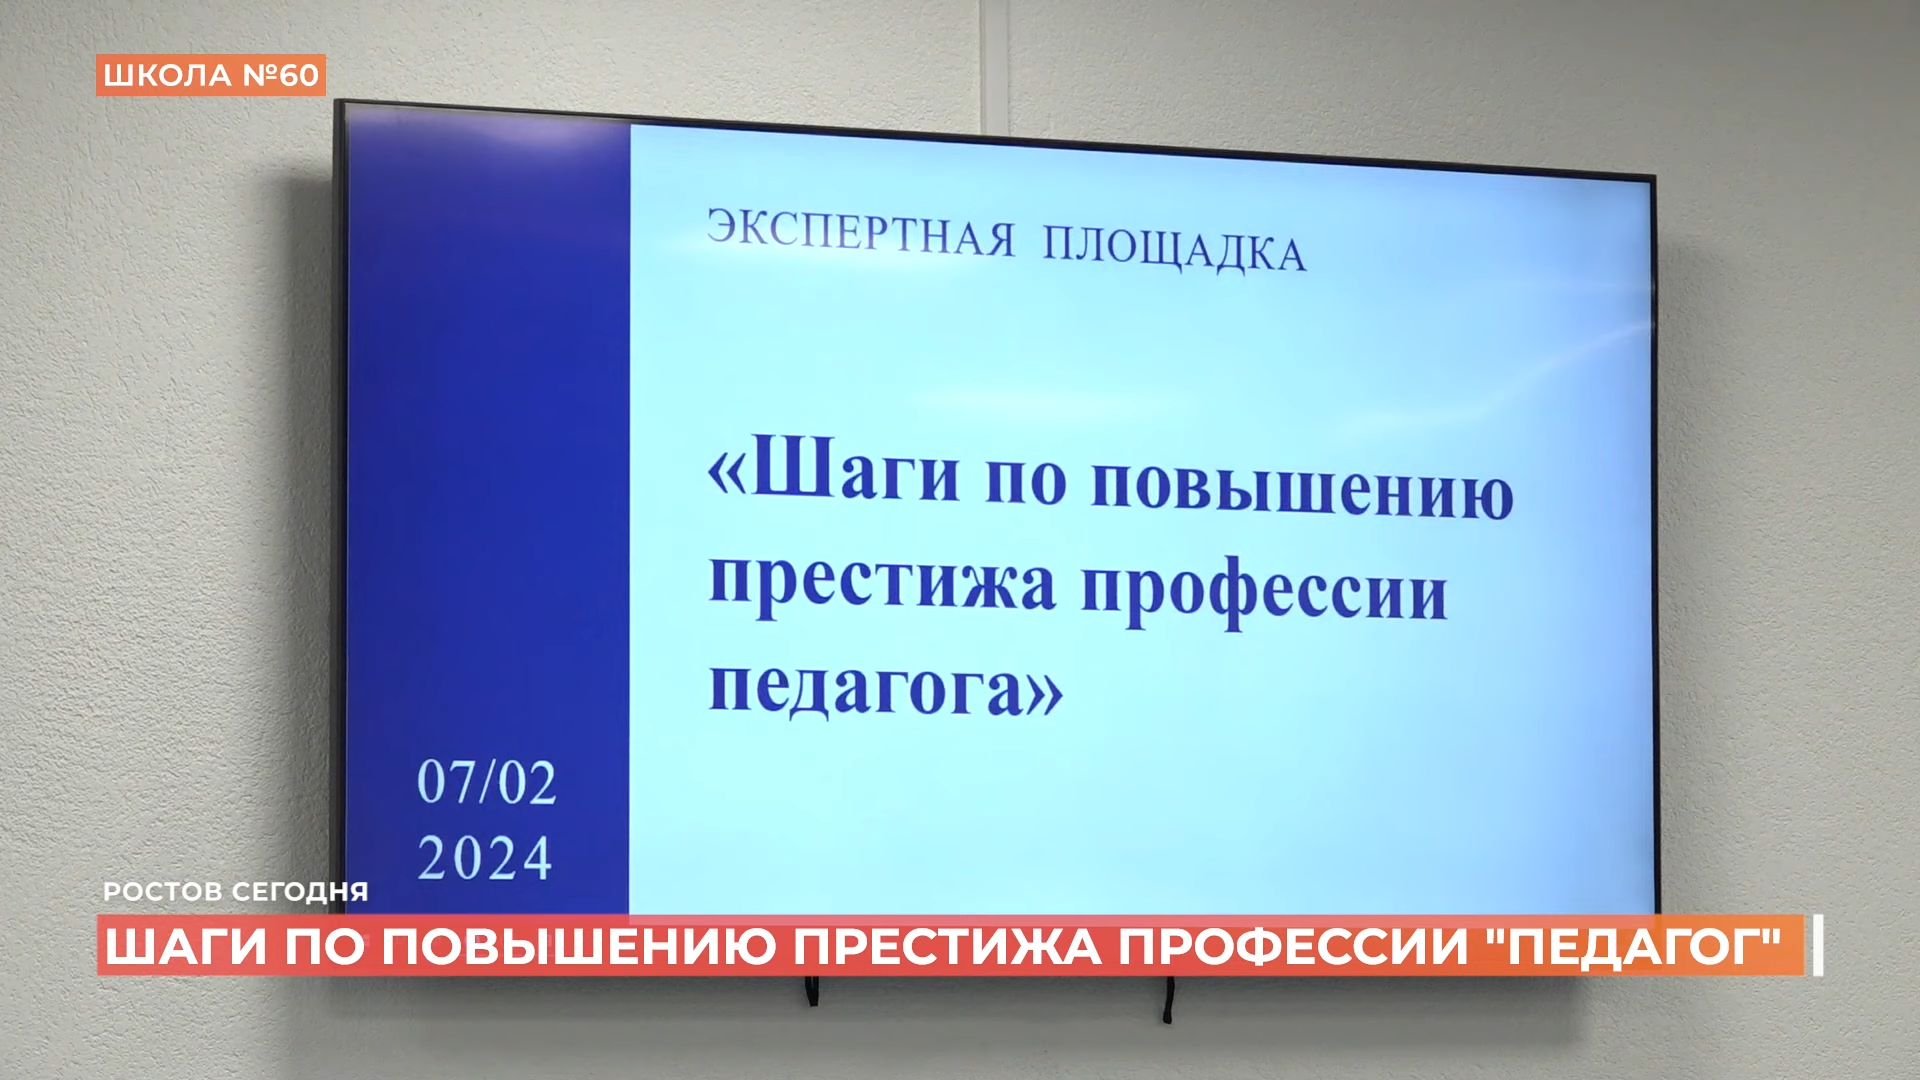 ШКОЛА №60
ЭКСПЕРТНАЯ ПЛОЩАДКА
«Шаги по повышению
престижа профессии
педагога»
07/02
2024
РОСТОВ СЕГОДНЯ
ШАГИ ПО ПОВЫШЕНИЮ ПРЕСТИЖА ПРОФЕССИИ "ПЕДАГОГ"